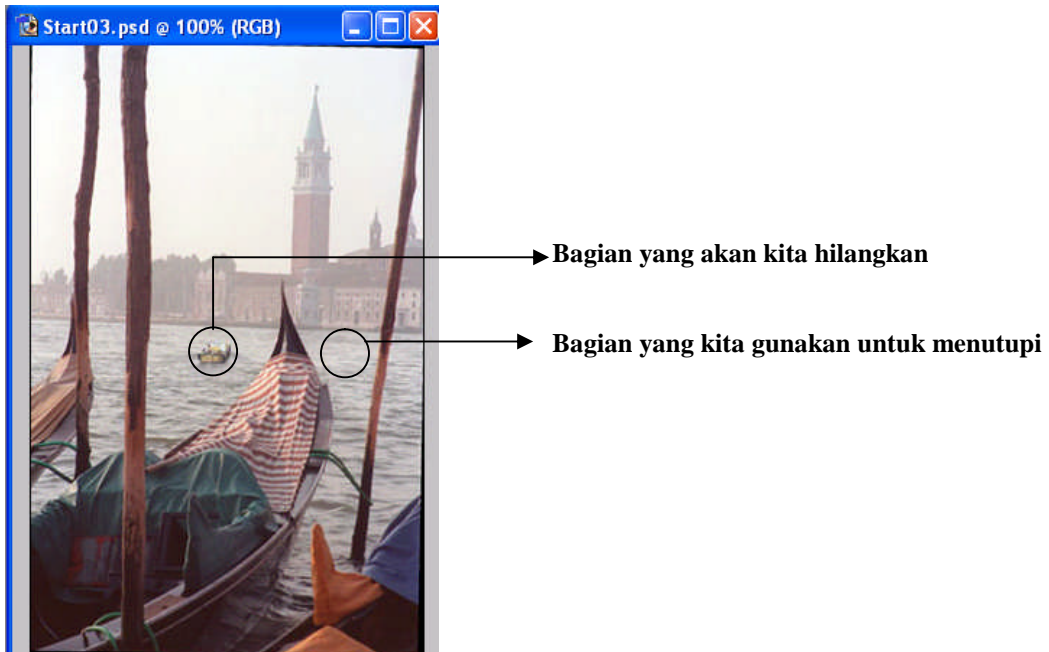 Start03.psd @ 100% (RGB)
Bagian yang akan kita hilangkan
Bagian yang kita gunakan untuk menutupi